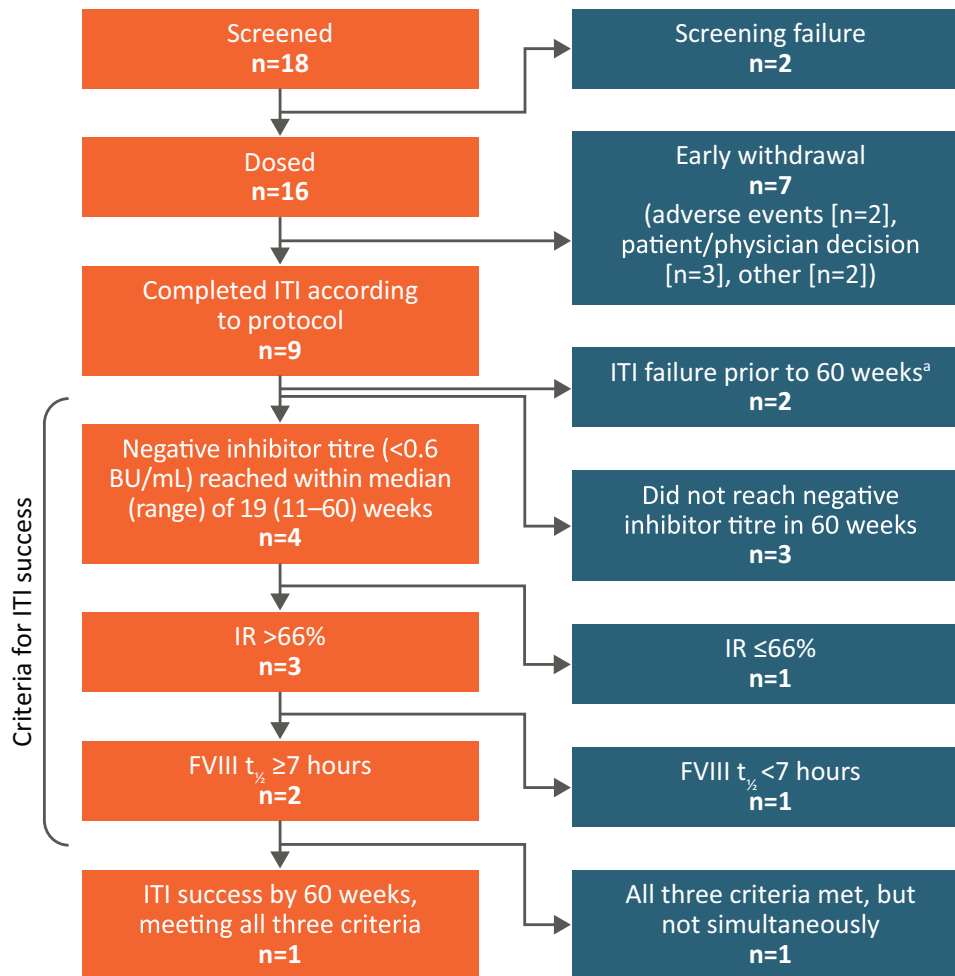 Screened
n=18
Screening failure
n=2
Dosed
n=16
Early withdrawal
n=7
(adverse events [n=2],
patient/physician decision
[n=3], other [n=2])
Completed ITI according
to protocol
n=9
ITI failure prior to 60 weeksᵃ
n=2
Criteria for ITI success
Negative inhibitor titre (<0.6
BU/mL) reached within median
(range) of 19 (11–60) weeks
n=4
Did not reach negative
inhibitor titre in 60 weeks
n=3
IR >66%
n=3
IR ≤66%
n=1
FVIII t½ ≥7 hours
n=2
FVIII t½ <7 hours
n=1
ITI success by 60 weeks,
meeting all three criteria
n=1
All three criteria met, but
not simultaneously
n=1